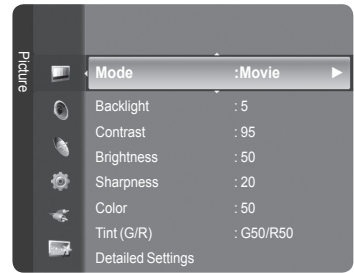 Picture
Mode :Movie
Backlight : 5
Contrast : 95
Brightness : 50
Sharpness : 20
Color : 50
Tint (G/R) : G50/R50
Detailed Settings